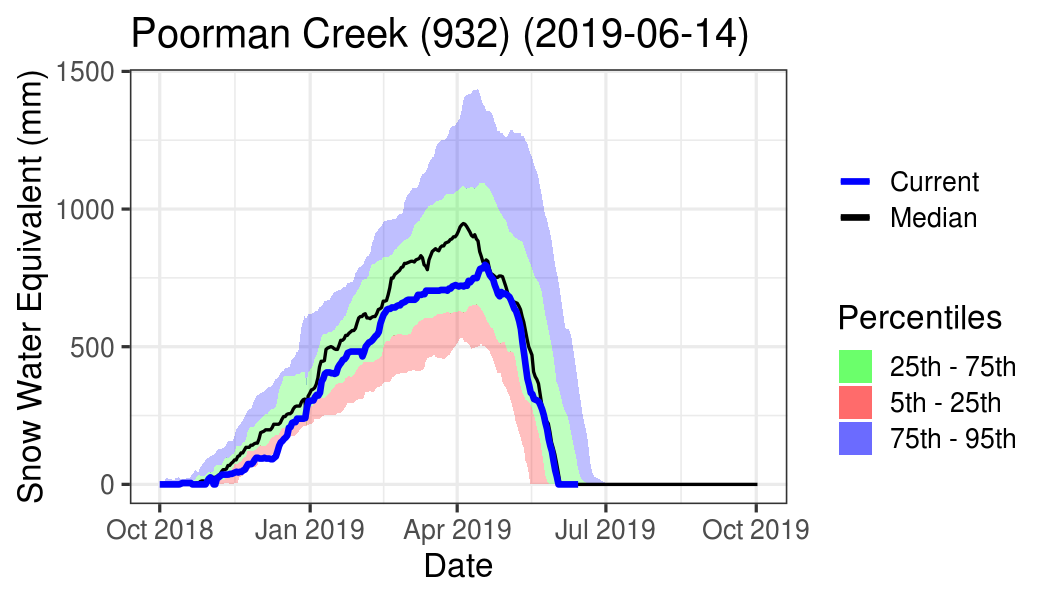 Poorman Creek (932) (2019-06-14)
Snow Water Equivalent (mm)
1500
1000
500
0
Oct 2018
Jan 2019
Apr 2019
Jul 2019
Oct 2019
Date
Current
Median
Percentiles
25th - 75th
5th - 25th
75th - 95th